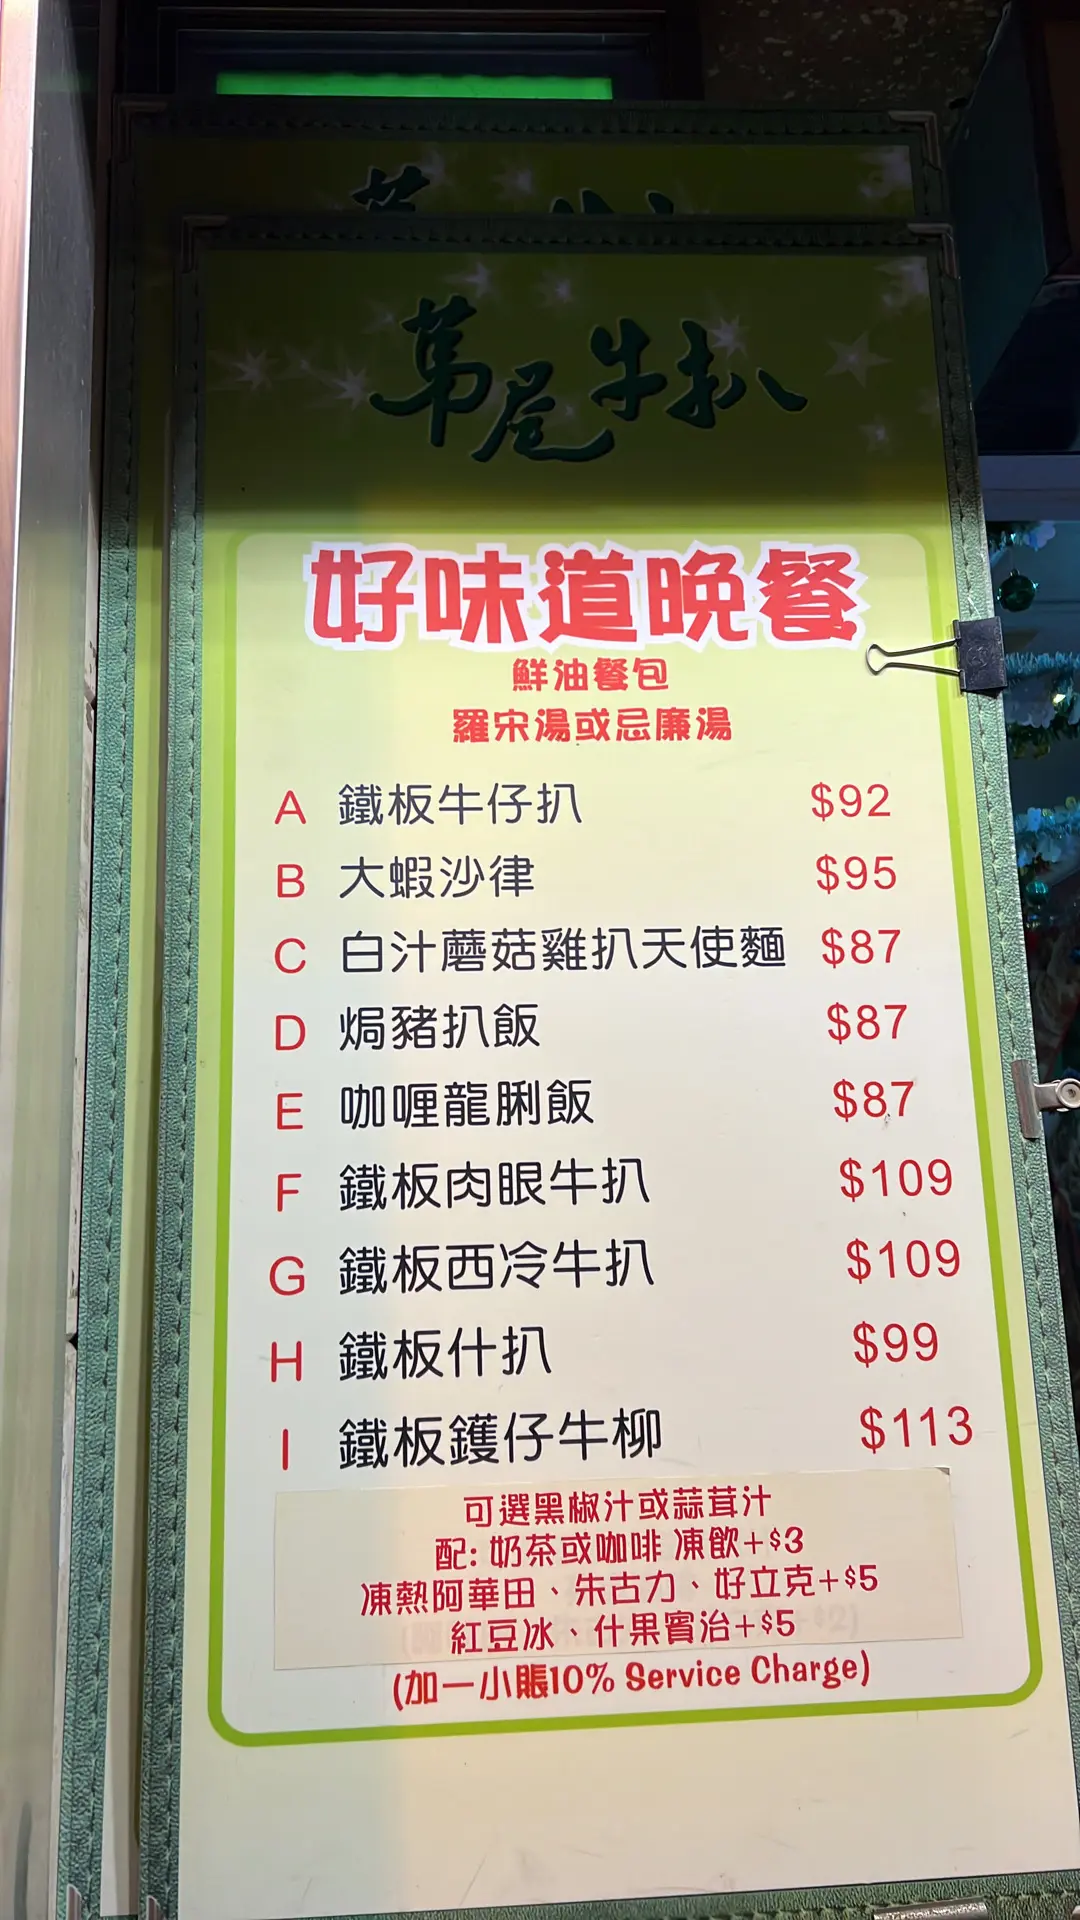 牛扒
好味道晚餐
鮮油餐包
羅宋湯或忌廉湯
A 鐵板牛仔扒 $92
B 大蝦沙律 $95
C 白汁蘑菇雞扒天使麵 $87
D 焗豬扒飯 $87
E 咖喱龍脷飯 $87
F 鐵板肉眼牛扒 $109
G 鐵板西冷牛扒 $109
H 鐵板什扒 $99
I 鐵板鑊仔牛柳 $113
可選黑椒汁或蒜茸汁
配: 奶茶或咖啡 凍飲+$3
凍熱阿華田、朱古力、好立克+$5
紅豆冰、什果賓治+$5
(加一小賬10% Service Charge)